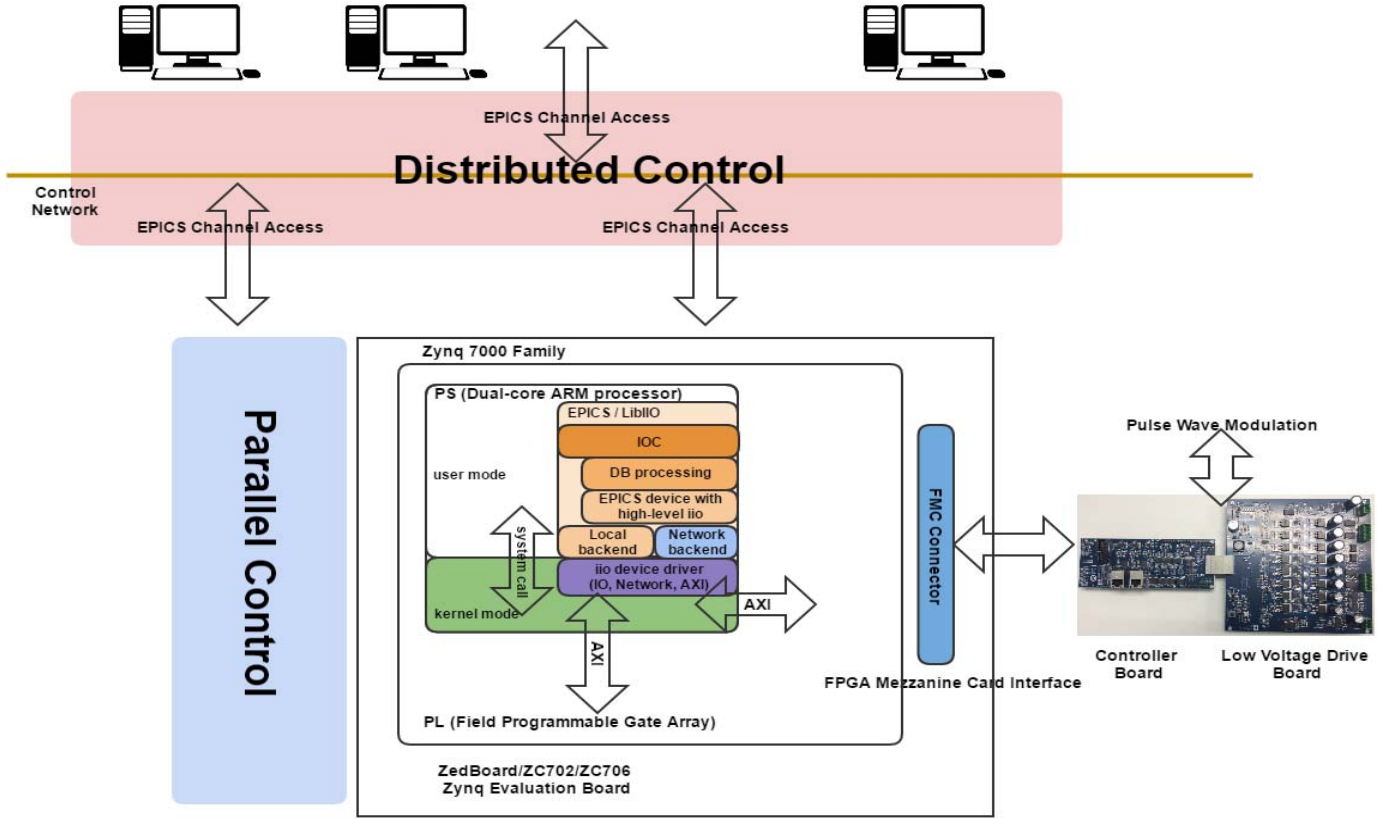 EPICS Channel Access
Distributed Control
Control
Network
EPICS Channel Access
EPICS Channel Access
Parallel Control
Zynq 7000 Family
PS (Dual-core ARM processor)
EPICS / LibIIO
IOC
user mode
DB processing
EPICS device with
high-level iio
Local
backend
Network
backend
system call
iio device driver
(IO, Network, AXI)
kernel mode
AXI
AXI
PL (Field Programmable Gate Array)
FMC Connector
FPGA Mezzanine Card Interface
ZedBoard/ZC702/ZC706
Zynq Evaluation Board
Pulse Wave Modulation
Controller
Board
Low Voltage Drive
Board